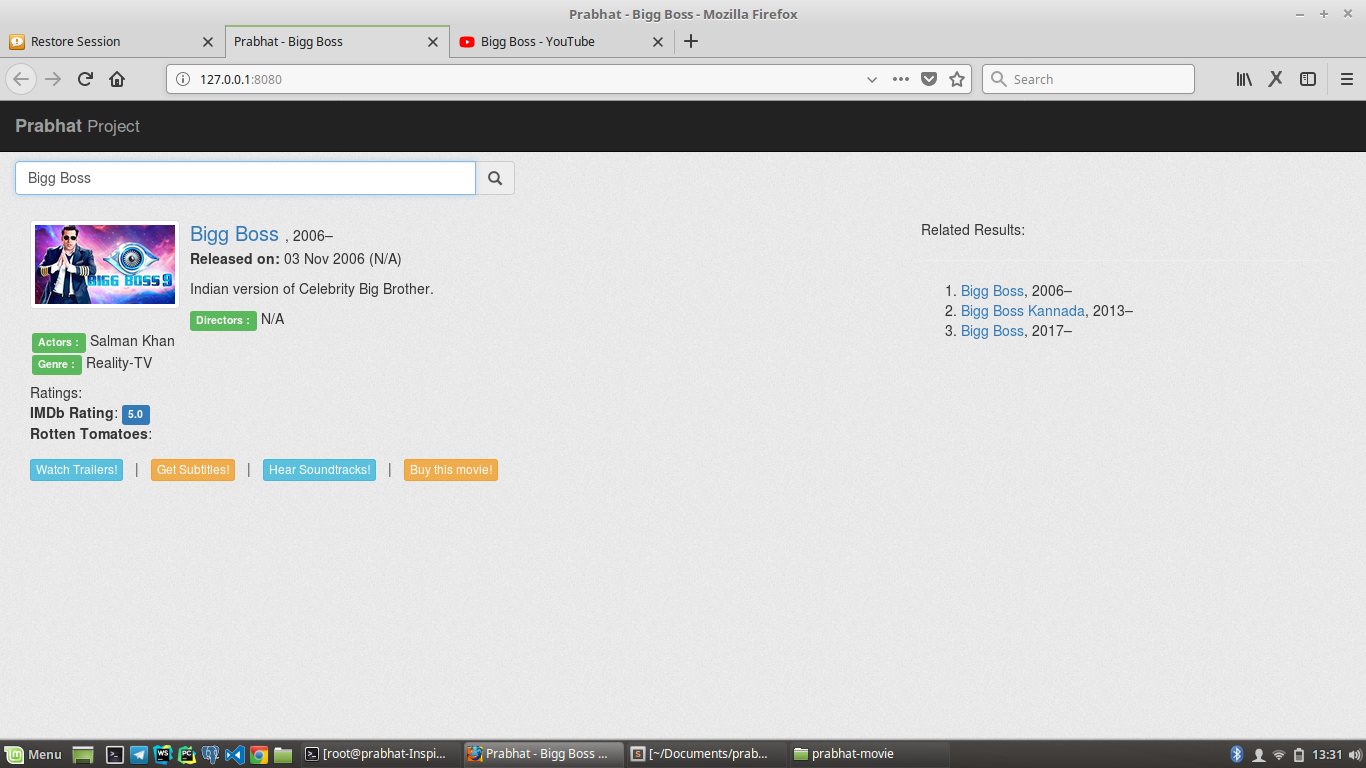 Prabhat - Bigg Boss - Mozilla Firefox
Restore Session
Prabhat - Bigg Boss
Bigg Boss - YouTube
127.0.0.1:8080
Search
Prabhat Project
Bigg Boss
BIGG BOSS 9
Bigg Boss , 2006–
Released on: 03 Nov 2006 (N/A)
Indian version of Celebrity Big Brother.
Directors : N/A
Actors : Salman Khan
Genre : Reality-TV
Ratings:
IMDb Rating: 5.0
Rotten Tomatoes:
Watch Trailers! | Get Subtitles! | Hear Soundtracks! | Buy this movie!
Related Results:
1. Bigg Boss, 2006–
2. Bigg Boss Kannada, 2013–
3. Bigg Boss, 2017–
Menu
WS
PC
[root@prabhat-Inspi...
Prabhat - Bigg Boss ...
[~/Documents/prab...
prabhat-movie
13:31